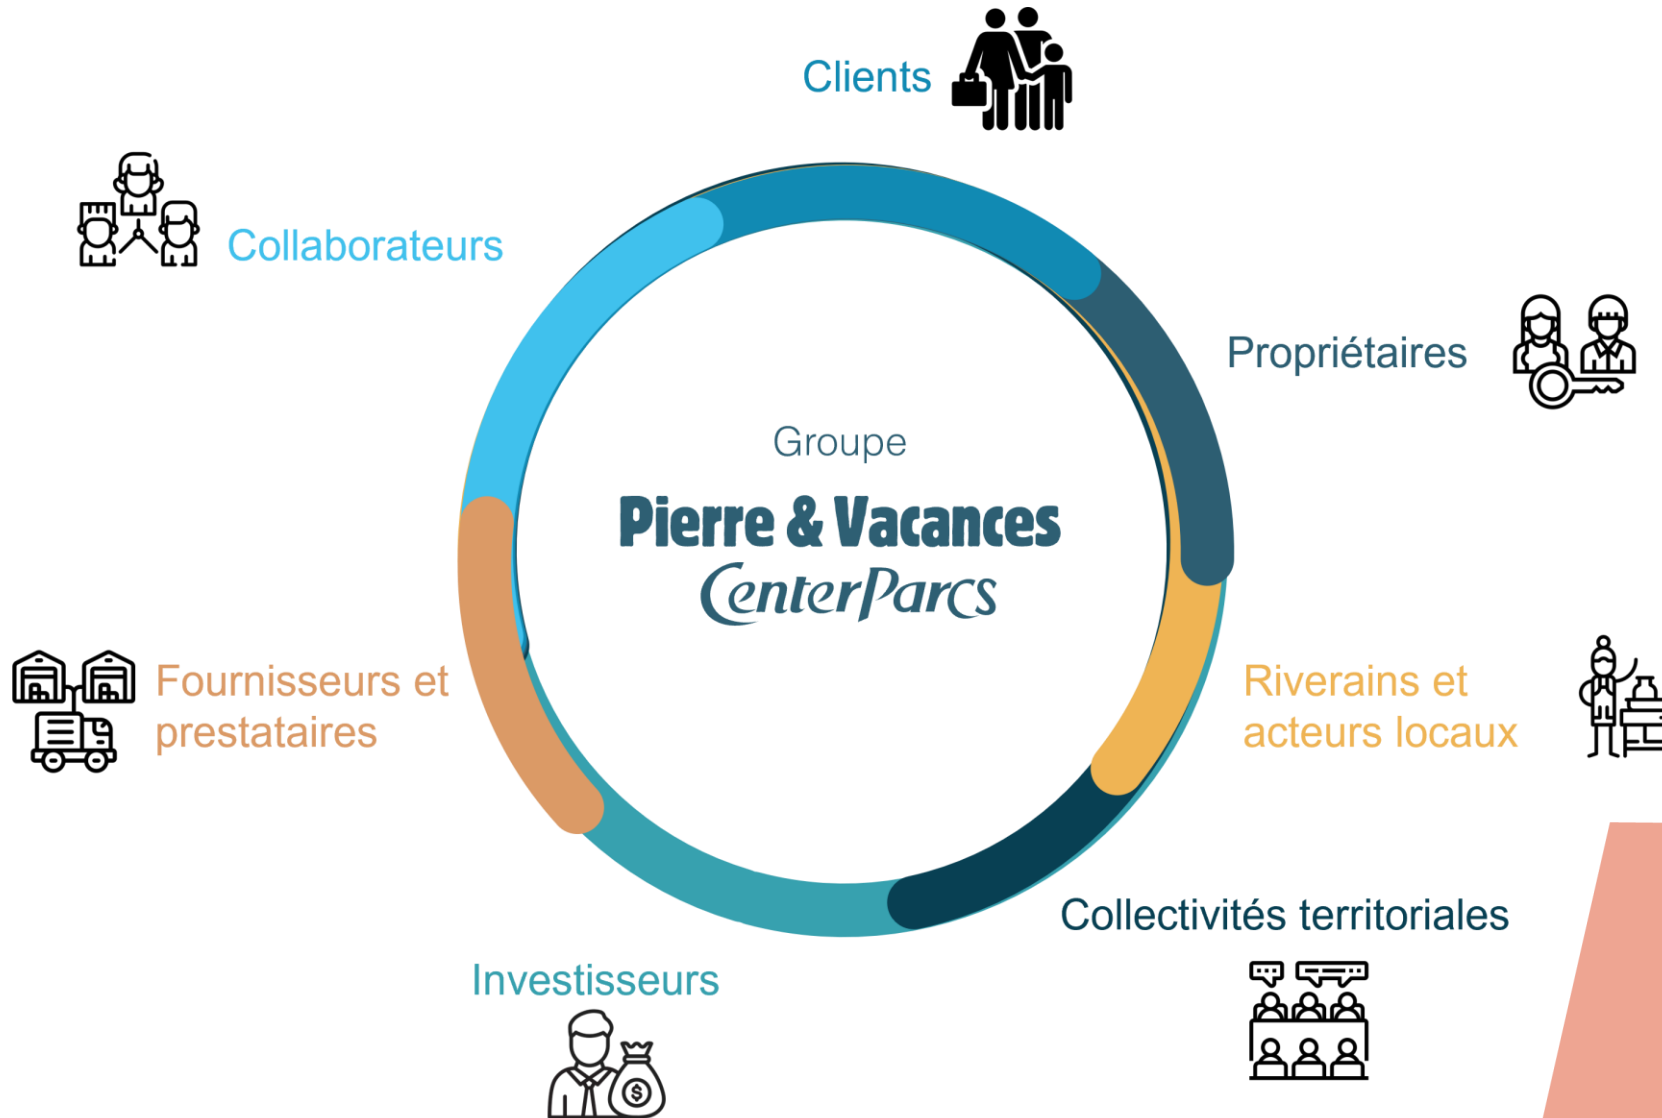 Clients
Collaborateurs
Propriétaires
Groupe
Pierre & Vacances
CenterParcs
Fournisseurs et
prestataires
Riverains et
acteurs locaux
Collectivités territoriales
Investisseurs
$